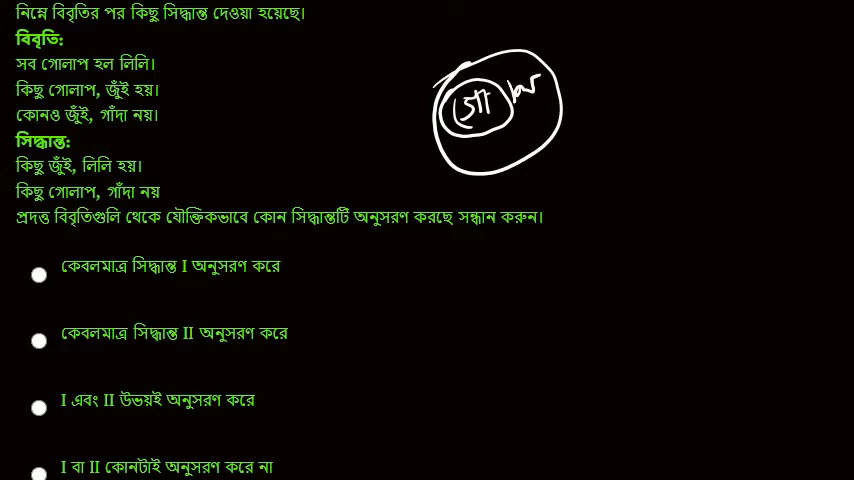 নিম্নে বিবৃতির পর কিছু সিদ্ধান্ত দেওয়া হয়েছে।
বিবৃতি:
সব গোলাপ হল লিলি।
কিছু গোলাপ, জুঁই হয়।
কোনও জুঁই, গাঁদা নয়।
সিদ্ধান্ত:
কিছু জুঁই, লিলি হয়।
কিছু গোলাপ, গাঁদা নয়
প্রদত্ত বিবৃতিগুলি থেকে যৌক্তিকভাবে কোন সিদ্ধান্তটি অনুসরণ করছে সন্ধান করুন।
গো
কেবলমাত্র সিদ্ধান্ত I অনুসরণ করে
কেবলমাত্র সিদ্ধান্ত II অনুসরণ করে
I এবং II উভয়ই অনুসরণ করে
I বা II কোনটাই অনুসরণ করে না